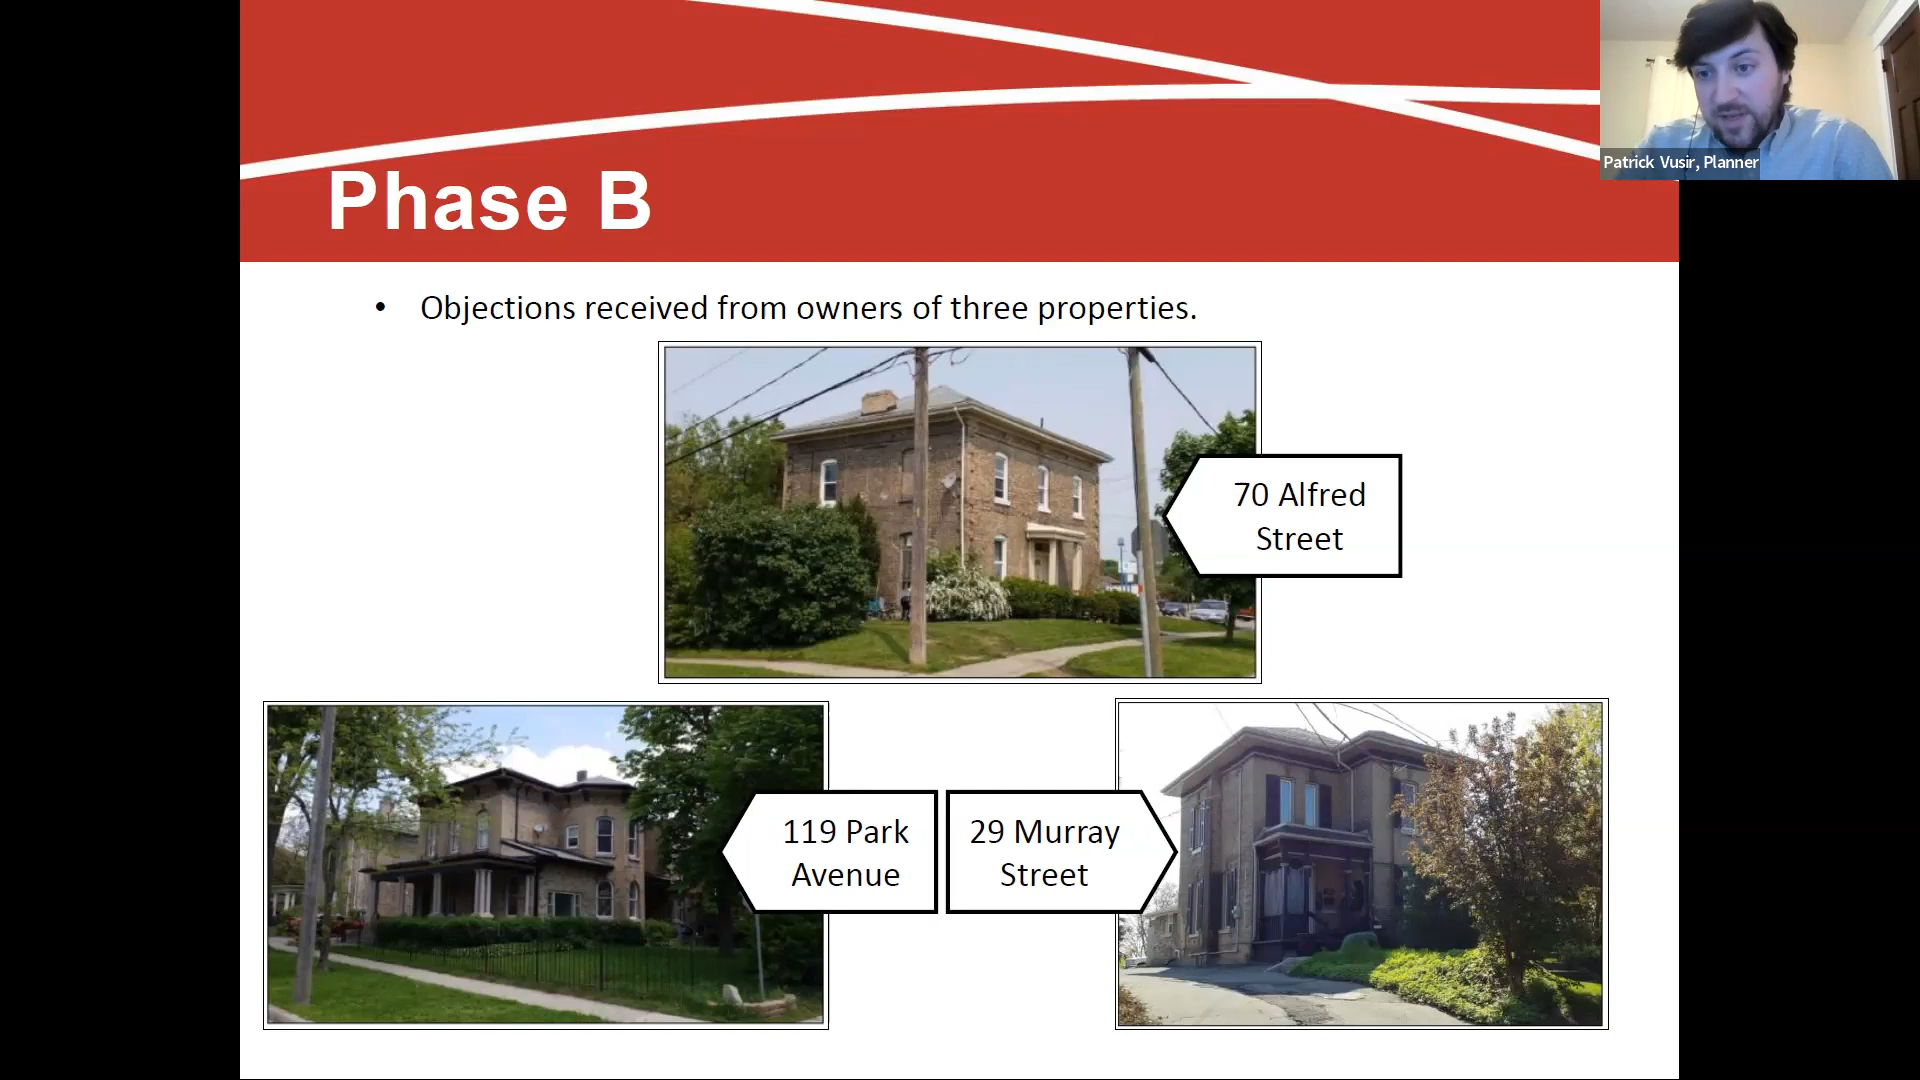 Patrick Vusir, Planner
Phase B
• Objections received from owners of three properties.
70 Alfred
Street
119 Park
Avenue
29 Murray
Street